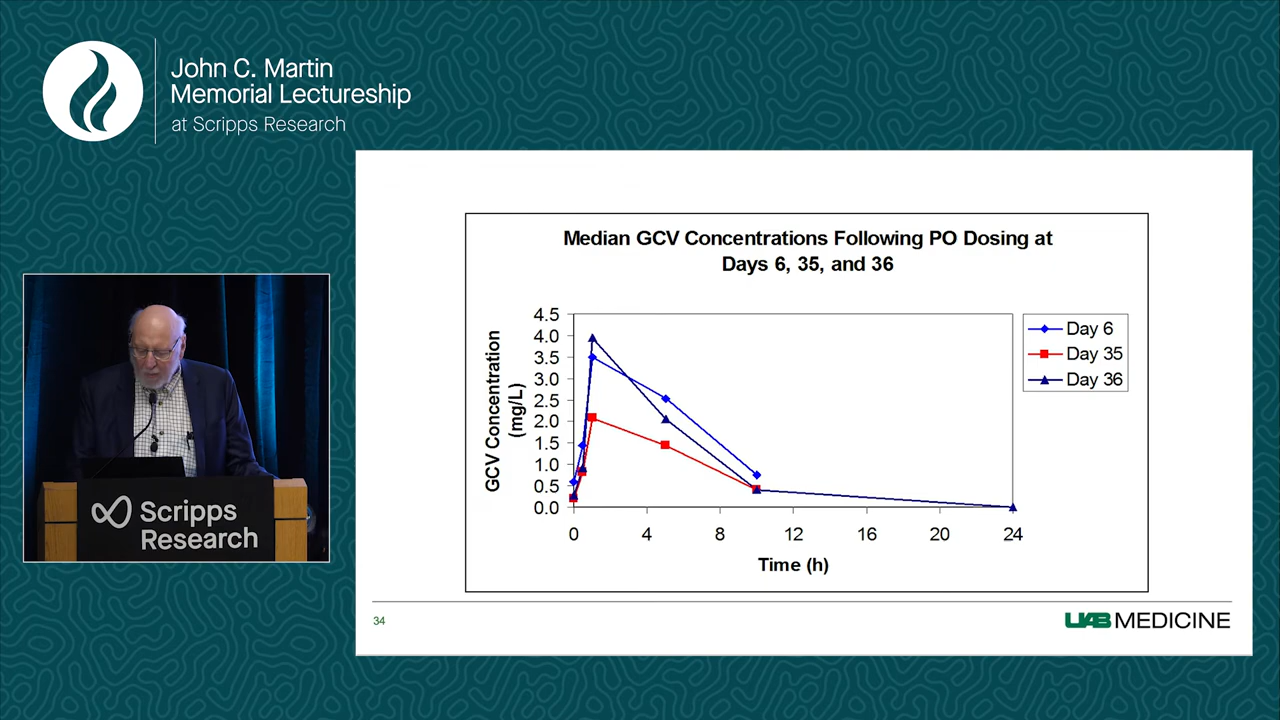 John C. Martin
Memorial Lectureship
at Scripps Research
Median GCV Concentrations Following PO Dosing at
Days 6, 35, and 36
GCV Concentration
(mg/L)
4.5
4.0
3.5
3.0
2.5
2.0
1.5
1.0
0.5
0.0
0 4 8 12 16 20 24
Time (h)
Day 6
Day 35
Day 36
34
UAB MEDICINE
Scripps
Research